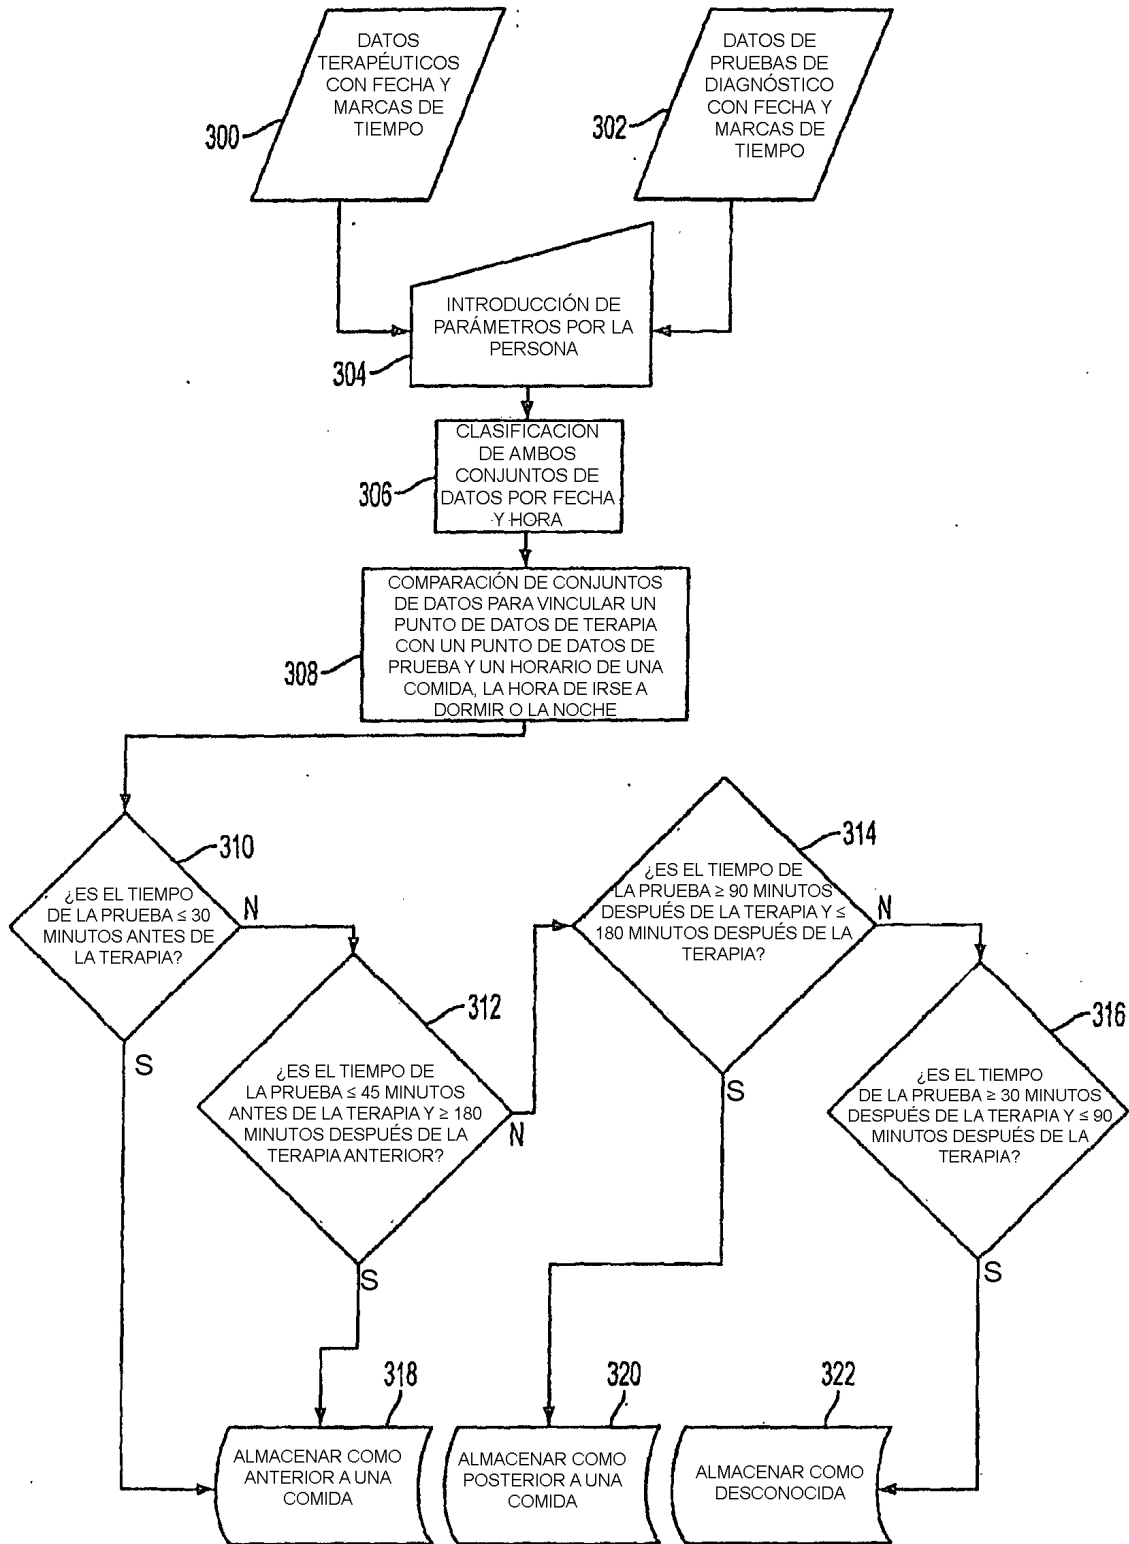 DATOS
TERAPÉUTICOS
CON FECHA Y
MARCAS DE
TIEMPO
300
DATOS DE
PRUEBAS DE
DIAGNÓSTICO
CON FECHA Y
MARCAS DE
TIEMPO
302
INTRODUCCIÓN DE
PARÁMETROS POR LA
PERSONA
304
CLASIFICACIÓN
DE AMBOS
CONJUNTOS DE
DATOS POR FECHA
Y HORA
306
COMPARACIÓN DE CONJUNTOS
DE DATOS PARA VINCULAR UN
PUNTO DE DATOS DE TERAPIA
CON UN PUNTO DE DATOS DE
PRUEBA Y UN HORARIO DE UNA
COMIDA, LA HORA DE IRSE A
DORMIR O LA NOCHE
308
310
¿ES EL TIEMPO
DE LA PRUEBA ≤ 30
MINUTOS ANTES DE
LA TERAPIA?
N
S
312
¿ES EL TIEMPO DE
LA PRUEBA ≤ 45 MINUTOS
ANTES DE LA TERAPIA Y ≥ 180
MINUTOS DESPUÉS DE LA
TERAPIA ANTERIOR?
N
S
314
¿ES EL TIEMPO DE
LA PRUEBA ≥ 90 MINUTOS
DESPUÉS DE LA TERAPIA Y ≤
180 MINUTOS DESPUÉS DE LA
TERAPIA?
N
S
316
¿ES EL TIEMPO
DE LA PRUEBA ≥ 30 MINUTOS
DESPUÉS DE LA TERAPIA Y ≤ 90
MINUTOS DESPUÉS DE LA
TERAPIA?
S
318
ALMACENAR COMO
ANTERIOR A UNA
COMIDA
320
ALMACENAR COMO
POSTERIOR A UNA
COMIDA
322
ALMACENAR COMO
DESCONOCIDA